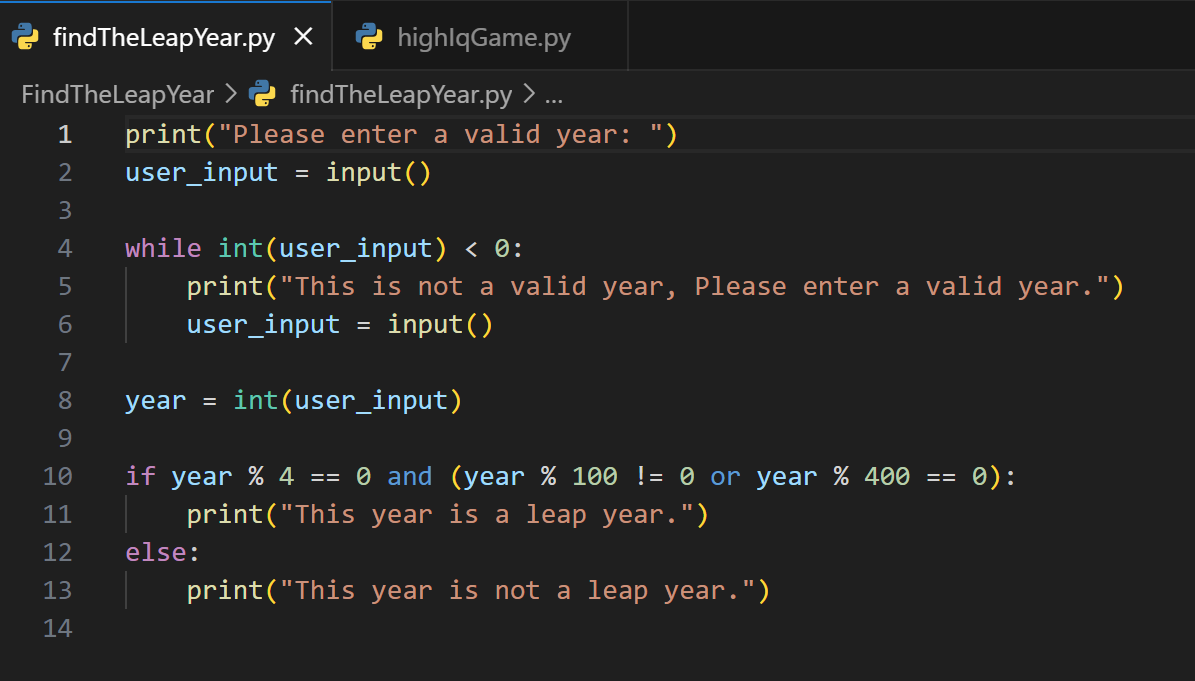 findTheLeapYear.py × highIqGame.py
FindTheLeapYear > findTheLeapYear.py > ...
1 print("Please enter a valid year: ")
2 user_input = input()
3
4 while int(user_input) < 0:
5     print("This is not a valid year, Please enter a valid year.")
6     user_input = input()
7
8 year = int(user_input)
9
10 if year % 4 == 0 and (year % 100 != 0 or year % 400 == 0):
11     print("This year is a leap year.")
12 else:
13     print("This year is not a leap year.")
14